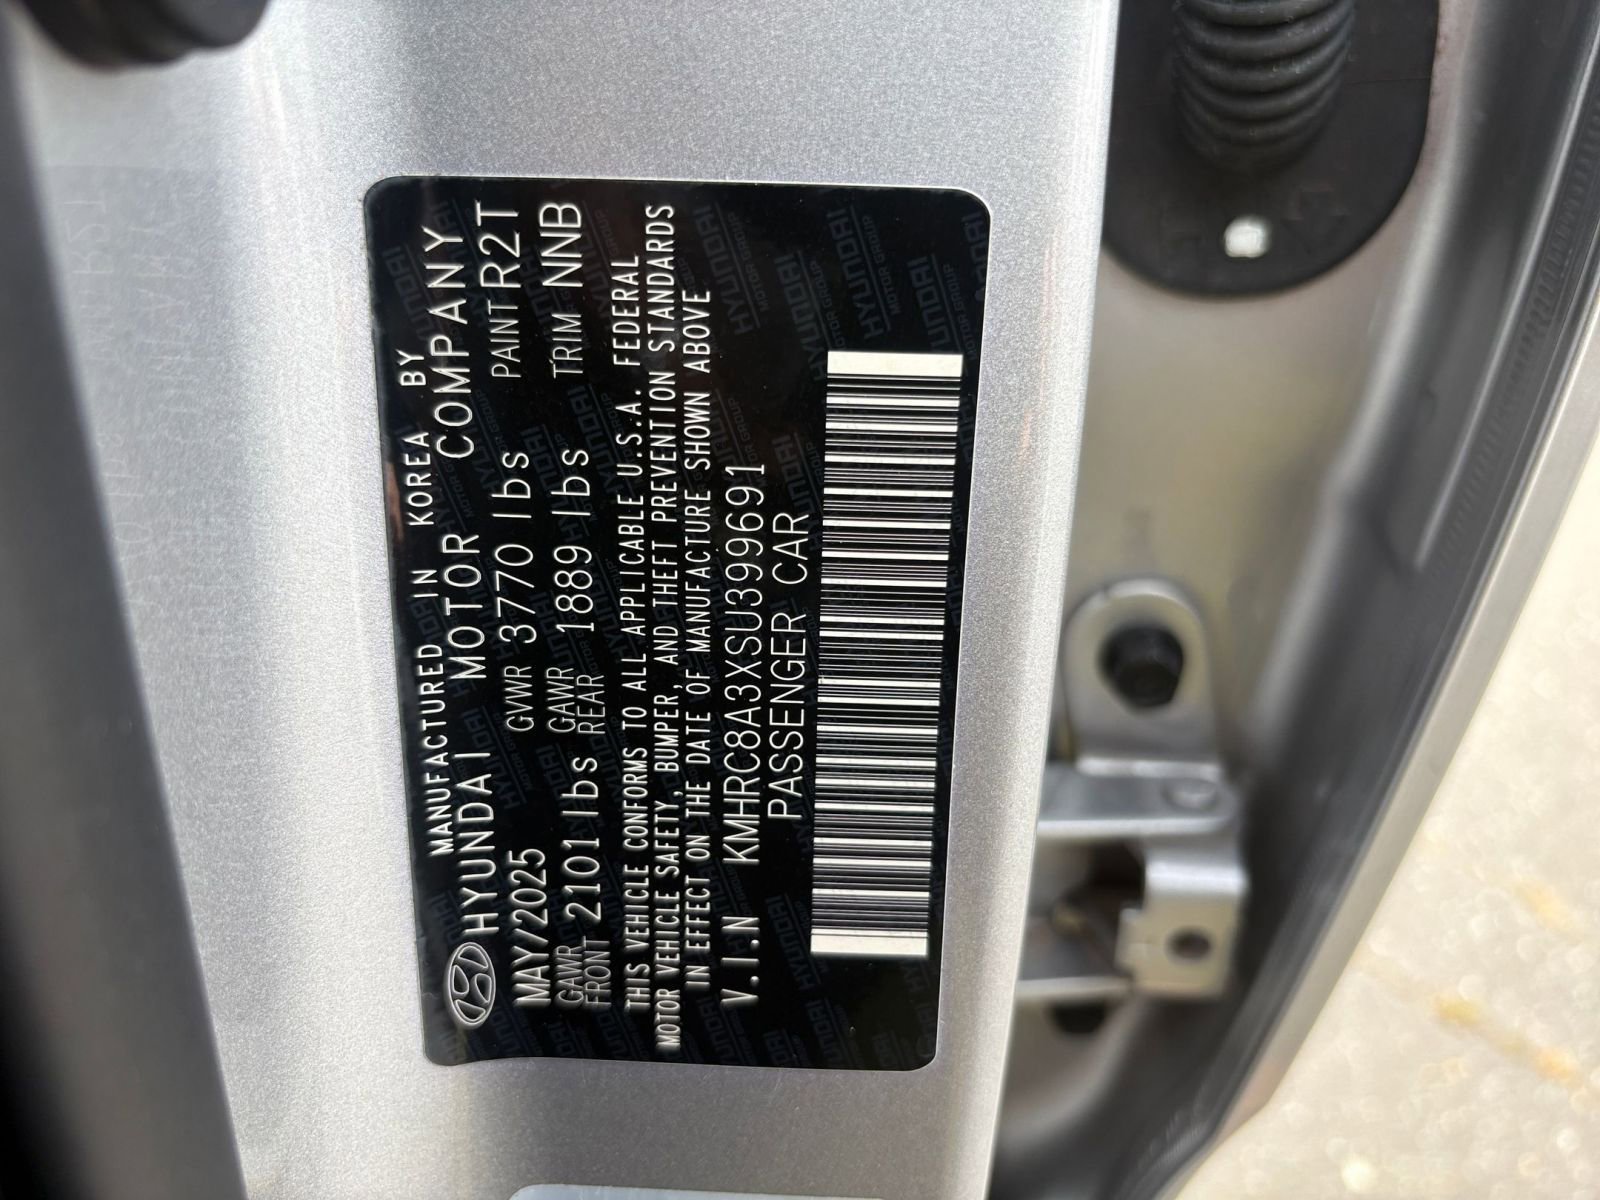 MANUFACTURED IN KOREA BY
HYUNDAI MOTOR COMPANY
MAY/2025 GVWR 3770 lbs PAINT R2T
GAWR FRONT 2101 lbs GAWR REAR 1889 lbs TRIM NNB
THIS VEHICLE CONFORMS TO ALL APPLICABLE U.S.A. FEDERAL
MOTOR VEHICLE SAFETY, BUMPER, AND THEFT PREVENTION STANDARDS
IN EFFECT ON THE DATE OF MANUFACTURE SHOWN ABOVE
V.I.N KMHRC8A3XSU399691
PASSENGER CAR